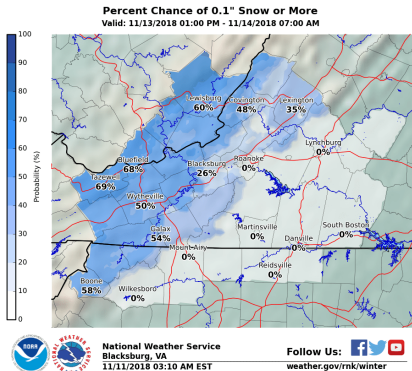 Percent Chance of 0.1" Snow or More
Valid: 11/13/2018 01:00 PM - 11/14/2018 07:00 AM
100
90
80
70
60
50
40
30
20
10
0
Probability (%)
Lewisburg
60%
Covington
48%
Lexington
35%
Lynchburg
0%
Bluefield
68%
Blacksburg
26%
Roanoke
0%
Tazewell
69%
Wytheville
50%
Galax
54%
Mount Airy
0%
Martinsville
0%
Danville
0%
South Boston
0%
Boone
58%
Wilkesboro
0%
Reidsville
0%
NOAA
National Weather Service
Blacksburg, VA
11/11/2018 03:10 AM EST
Follow Us:
weather.gov/rnk/winter